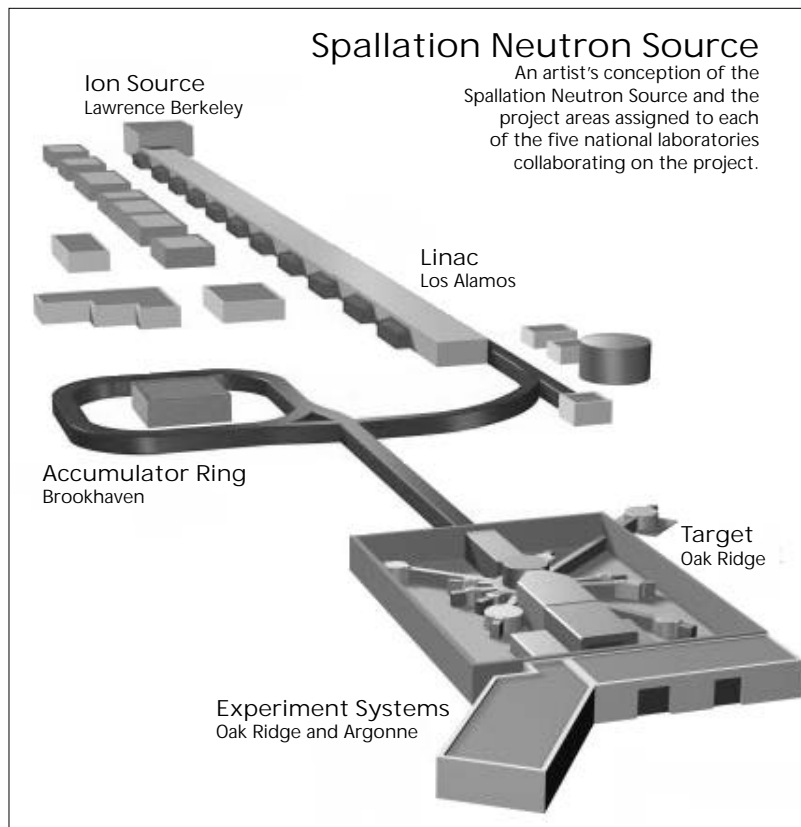 Spallation Neutron Source
An artist's conception of the
Spallation Neutron Source and the
project areas assigned to each
of the five national laboratories
collaborating on the project.
Ion Source
Lawrence Berkeley
Linac
Los Alamos
Accumulator Ring
Brookhaven
Target
Oak Ridge
Experiment Systems
Oak Ridge and Argonne